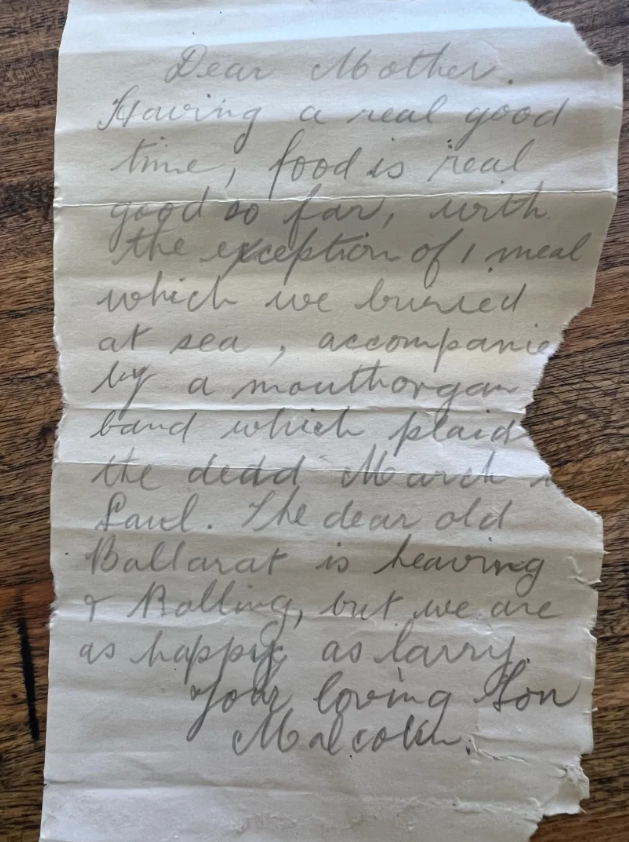 Dear Mother.
Having a real good
time, food is real
good so far, with
the exception of 1 meal
which we buried
at sea, accompanie
by a mouthorgan
band which plaid
the dedd March
Saul. The dear old
Ballarat is heaving
& Rolling, but we are
as happy as larry.
Your loving Son
Malcolm.